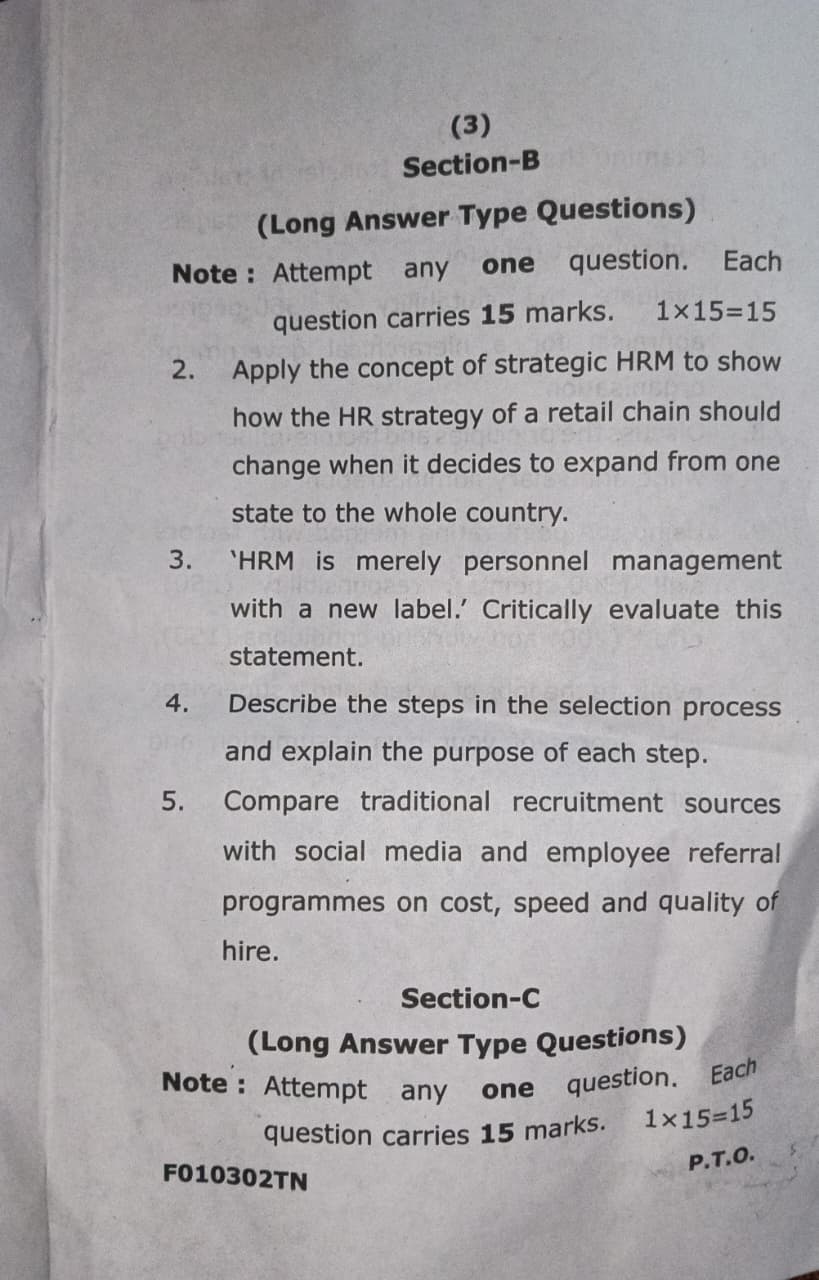 (3)
Section-B
(Long Answer Type Questions)
Note : Attempt any one question. Each
question carries 15 marks. 1×15=15
2. Apply the concept of strategic HRM to show
how the HR strategy of a retail chain should
change when it decides to expand from one
state to the whole country.
3. ‘HRM is merely personnel management
with a new label.’ Critically evaluate this
statement.
4. Describe the steps in the selection process
and explain the purpose of each step.
5. Compare traditional recruitment sources
with social media and employee referral
programmes on cost, speed and quality of
hire.
Section-C
(Long Answer Type Questions)
Note : Attempt any one question. Each
question carries 15 marks. 1×15=15
F010302TN P.T.O.